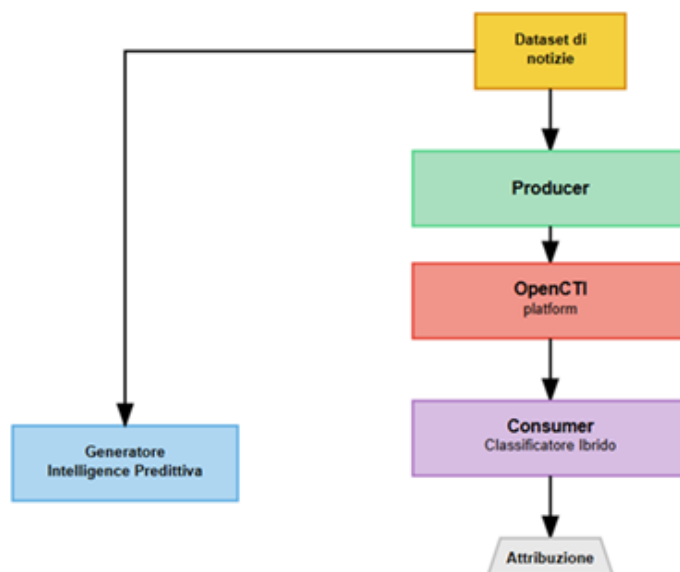 Dataset di
notizie
Producer
OpenCTI
platform
Consumer
Classificatore Ibrido
Generatore
Intelligence Predittiva
Attribuzione